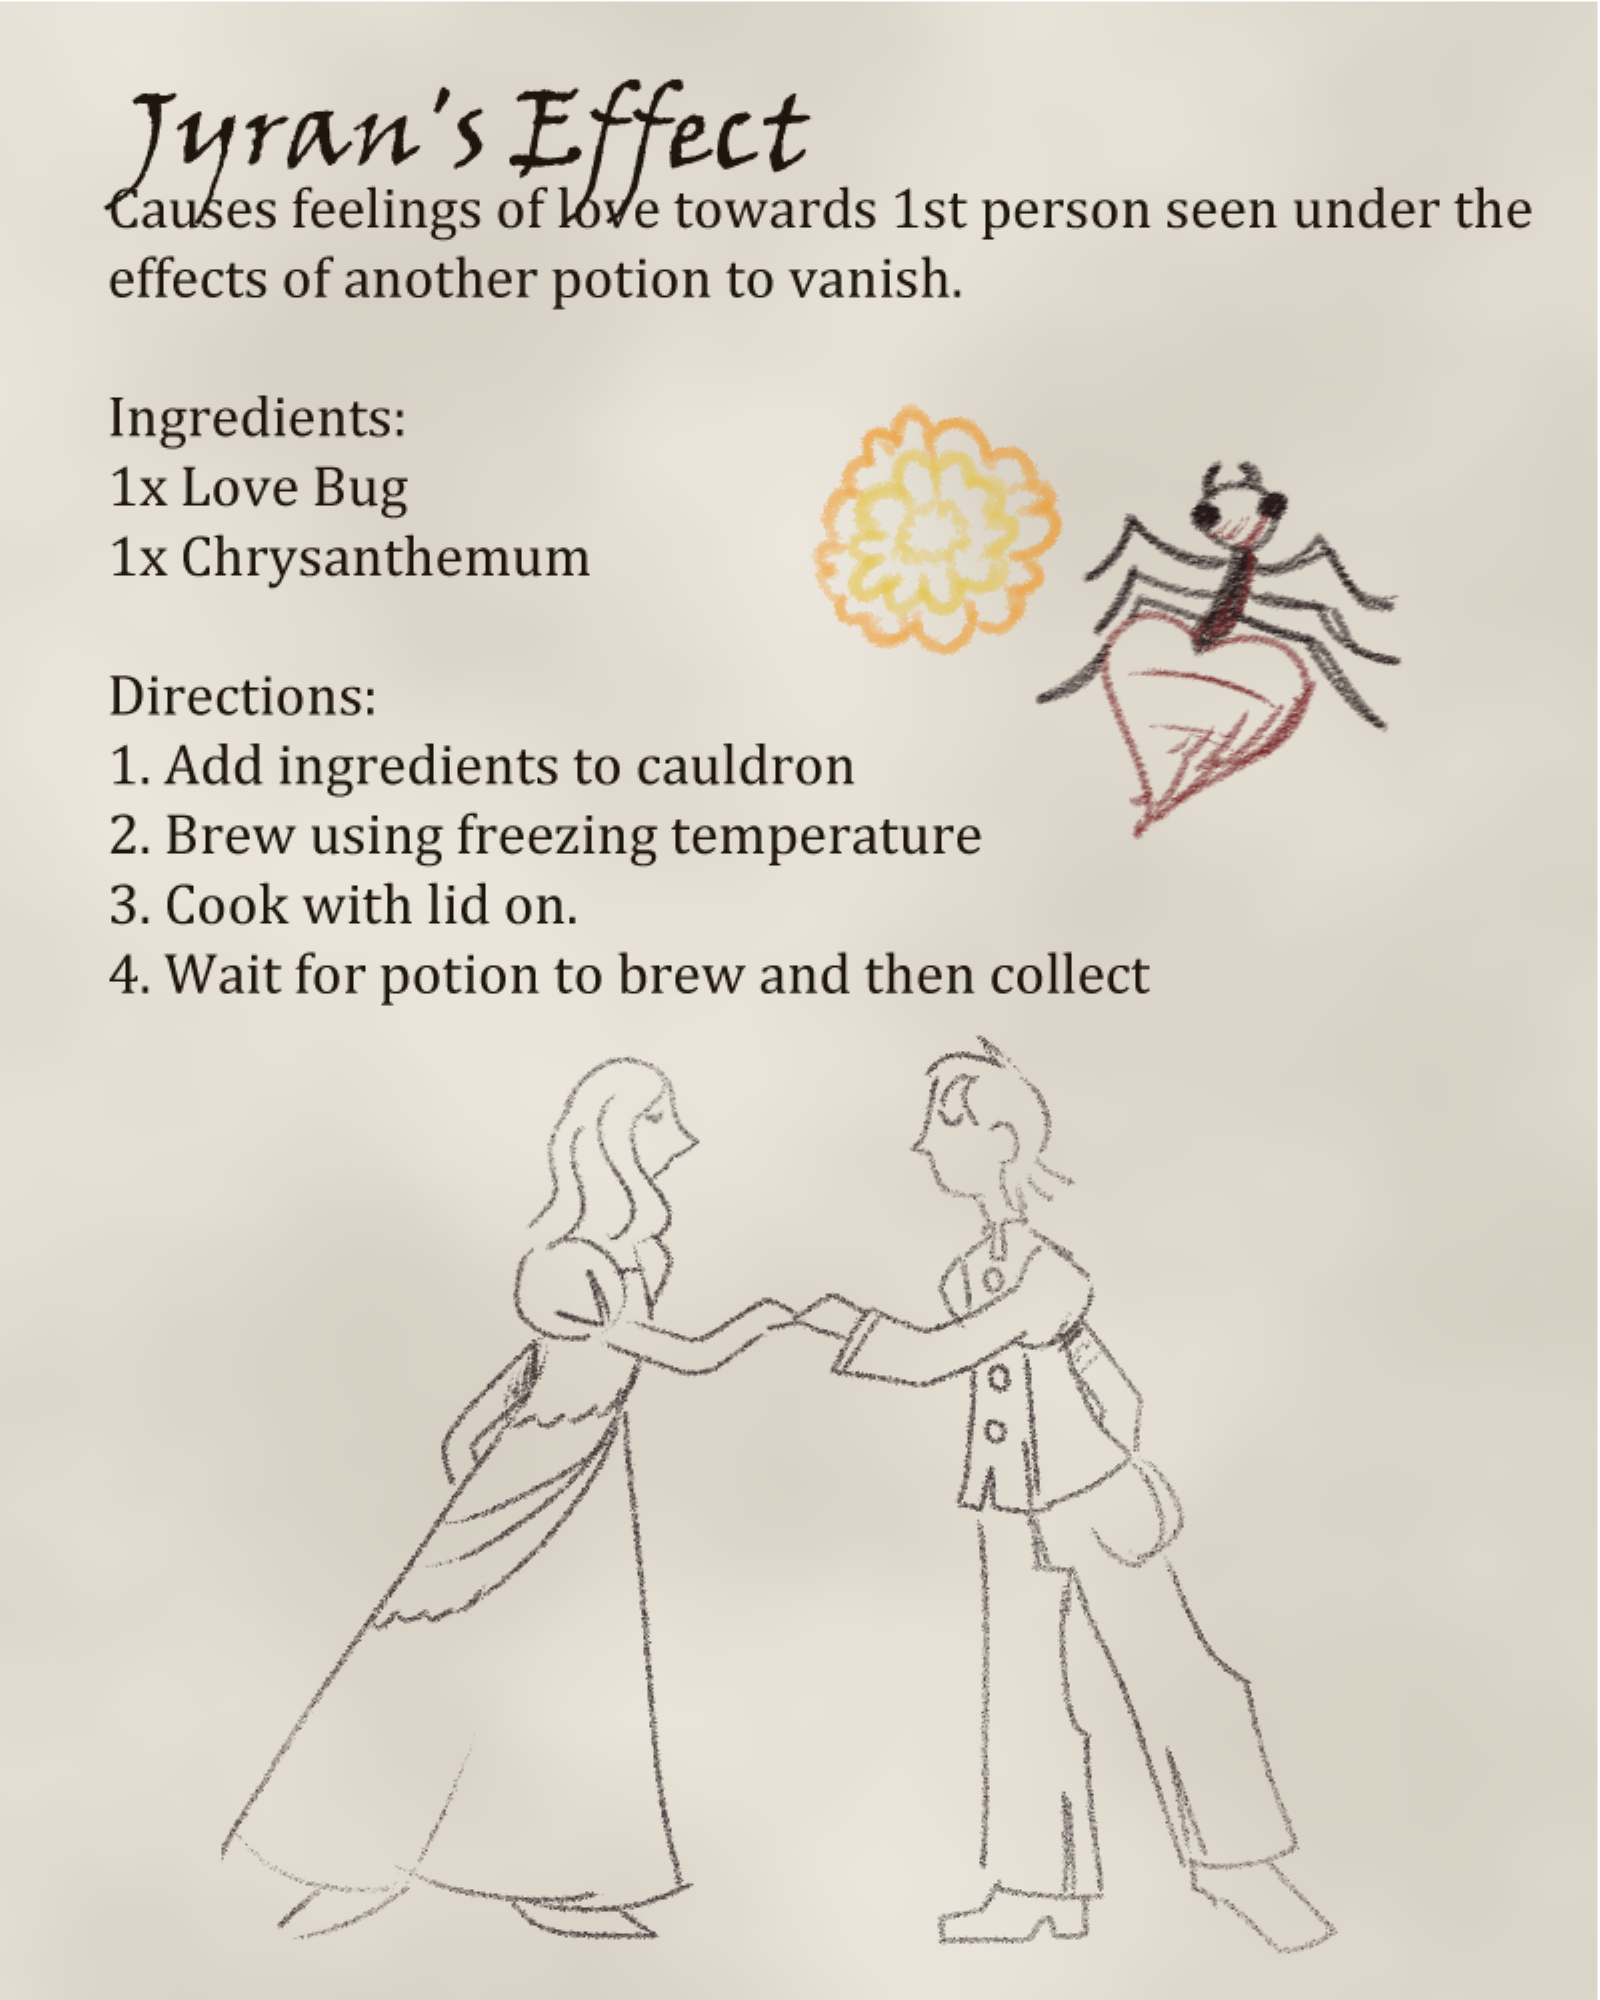 Jyran's Effect
Causes feelings of love towards 1st person seen under the
effects of another potion to vanish.
Ingredients:
1x Love Bug
1x Chrysanthemum
Directions:
1. Add ingredients to cauldron
2. Brew using freezing temperature
3. Cook with lid on.
4. Wait for potion to brew and then collect